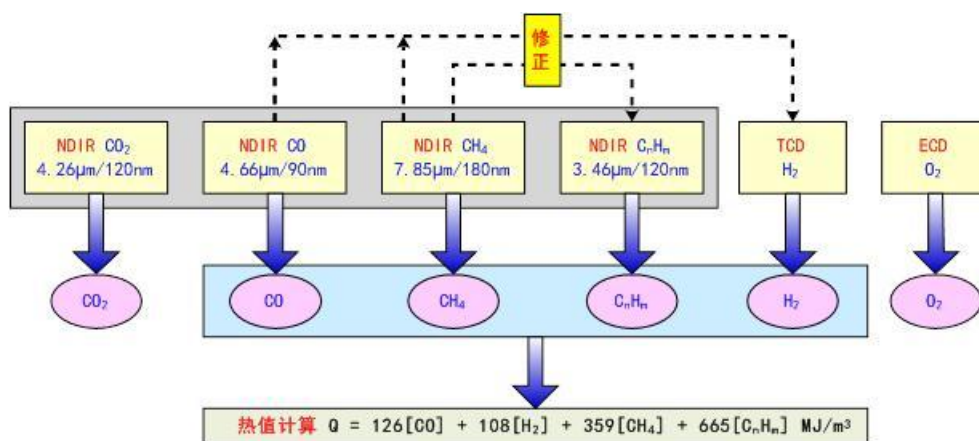 修
正
NDIR CO₂
4.26μm/120nm
NDIR CO
4.66μm/90nm
NDIR CH₄
7.85μm/180nm
NDIR CₙHₘ
3.46μm/120nm
TCD
H₂
ECD
O₂
CO₂
CO
CH₄
CₙHₘ
H₂
O₂
热值计算 Q = 126[CO] + 108[H₂] + 359[CH₄] + 665[CₙHₘ] MJ/m³